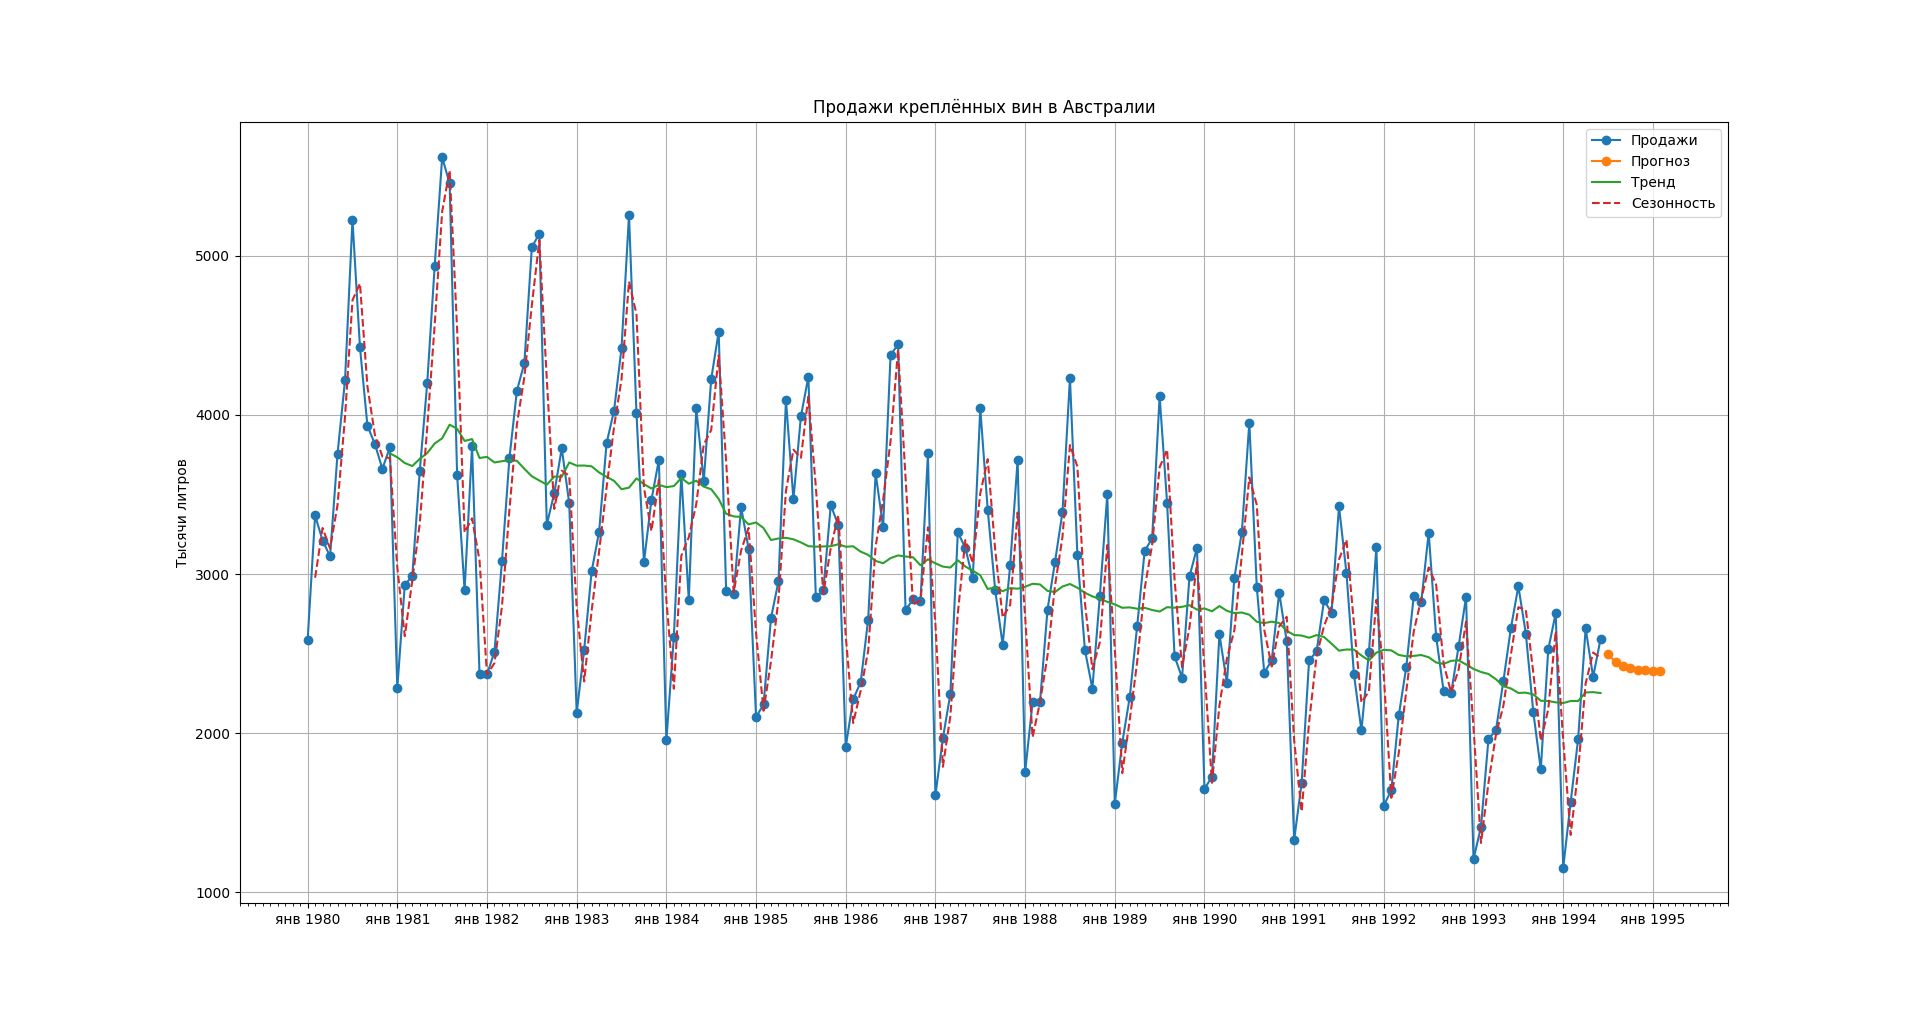 Продажи креплённых вин в Австралии
Продажи
Прогноз
Тренд
Сезонность
Тысячи литров
5000
4000
3000
2000
1000
янв 1980 янв 1981 янв 1982 янв 1983 янв 1984 янв 1985 янв 1986 янв 1987 янв 1988 янв 1989 янв 1990 янв 1991 янв 1992 янв 1993 янв 1994 янв 1995